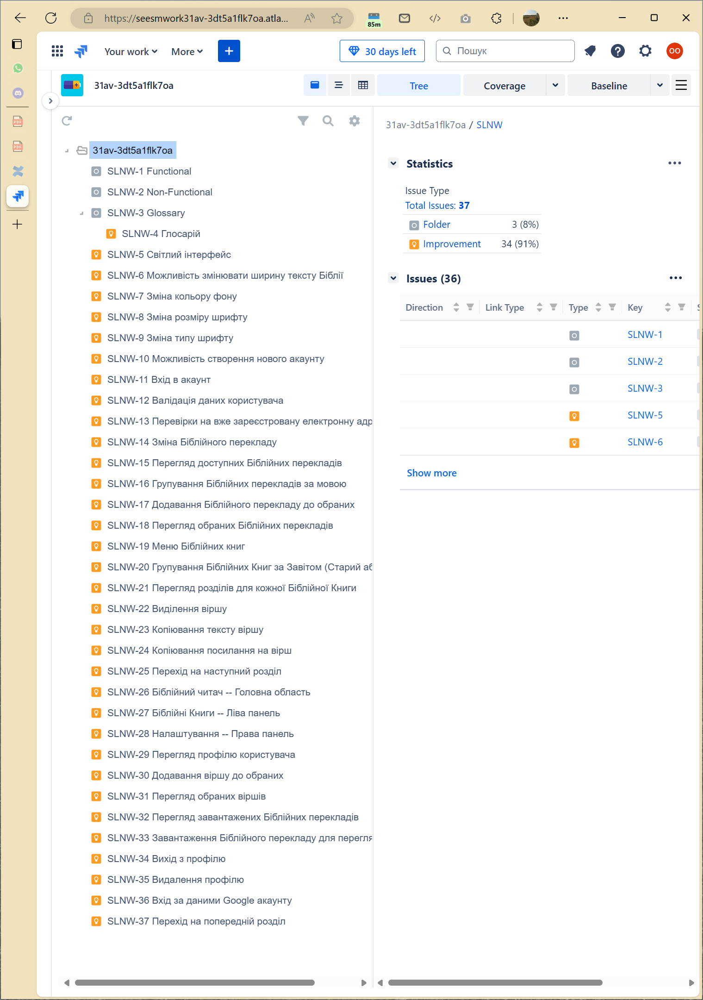 https://seesmwork31av-3dt5a1flk7oa.atla...
85m
Your work
More
+
30 days left
Пошук
OO
31av-3dt5a1flk7oa
Tree
Coverage
Baseline
31av-3dt5a1flk7oa
SLNW-1 Functional
SLNW-2 Non-Functional
SLNW-3 Glossary
SLNW-4 Глосарій
SLNW-5 Світлий інтерфейс
SLNW-6 Можливість змінювати ширину тексту Біблії
SLNW-7 Зміна кольору фону
SLNW-8 Зміна розміру шрифту
SLNW-9 Зміна типу шрифту
SLNW-10 Можливість створення нового акаунту
SLNW-11 Вхід в акаунт
SLNW-12 Валідація даних користувача
SLNW-13 Перевірки на вже зареєстровану електронну адр
SLNW-14 Зміна Біблійного перекладу
SLNW-15 Перегляд доступних Біблійних перекладів
SLNW-16 Групування Біблійних перекладів за мовою
SLNW-17 Додавання Біблійного перекладу до обраних
SLNW-18 Перегляд обраних Біблійних перекладів
SLNW-19 Меню Біблійних книг
SLNW-20 Групування Біблійних Книг за Завітом (Старий аб
SLNW-21 Перегляд розділів для кожної Біблійної Книги
SLNW-22 Виділення віршу
SLNW-23 Копіювання тексту віршу
SLNW-24 Копіювання посилання на вірш
SLNW-25 Перехід на наступний розділ
SLNW-26 Біблійний читач -- Головна область
SLNW-27 Біблійні Книги -- Ліва панель
SLNW-28 Налаштування -- Права панель
SLNW-29 Перегляд профілю користувача
SLNW-30 Додавання віршу до обраних
SLNW-31 Перегляд обраних віршів
SLNW-32 Перегляд завантажених Біблійних перекладів
SLNW-33 Завантаження Біблійного перекладу для перегля
SLNW-34 Вихід з профілю
SLNW-35 Видалення профілю
SLNW-36 Вхід за даними Google акаунту
SLNW-37 Перехід на попередній розділ
31av-3dt5a1flk7oa / SLNW
Statistics
Issue Type
Total Issues: 37
Folder 3 (8%)
Improvement 34 (91%)
Issues (36)
Direction Link Type Type Key
SLNW-1
SLNW-2
SLNW-3
SLNW-5
SLNW-6
Show more